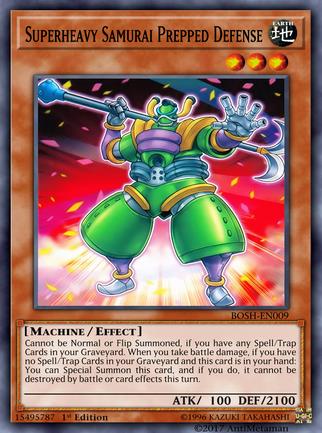 Superheavy Samurai Prepped Defense
EARTH
地
BOSH-EN009
[Machine / Effect]
Cannot be Normal or Flip Summoned, if you have any Spell/Trap
Cards in your Graveyard. When you take battle damage, if you have
no Spell/Trap Cards in your Graveyard and this card is in your hand:
You can Special Summon this card, and if you do, it cannot be
destroyed by battle or card effects this turn.
ATK/ 100 DEF/2100
15495787 1st Edition ©1996 KAZUKI TAKAHASHI
©2017 AntiMetaman